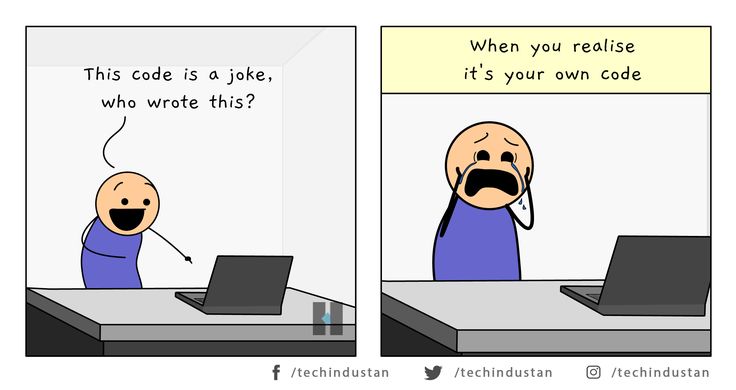 This code is a joke,
who wrote this?
When you realise
it's your own code
/techindustan
/techindustan
/techindustan